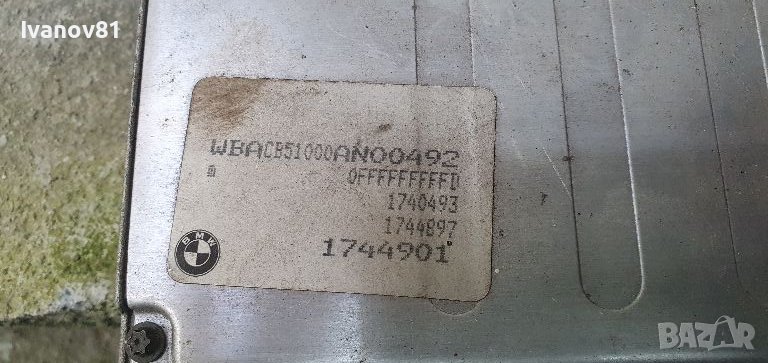 Ivanov81
WBACB51000AN00492
m
0FFFFFFFFFD
1740493
1744897
1744901
BMW
BAZAR